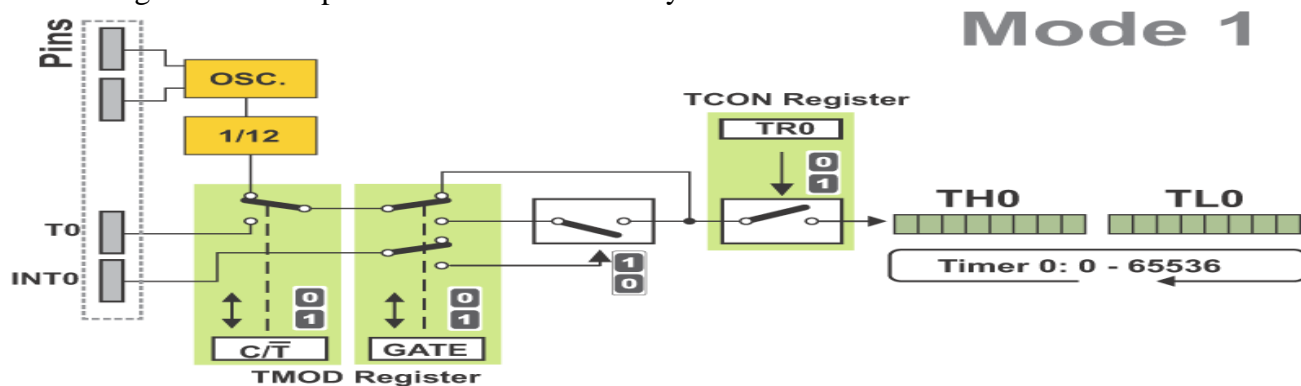 Mode 1
Pins
OSC.
1/12
TCON Register
TR0
0
1
TH0 TL0
T0
INT0
1
0
Timer 0: 0 - 65536
0
1
0
1
C/T̅
GATE
TMOD Register